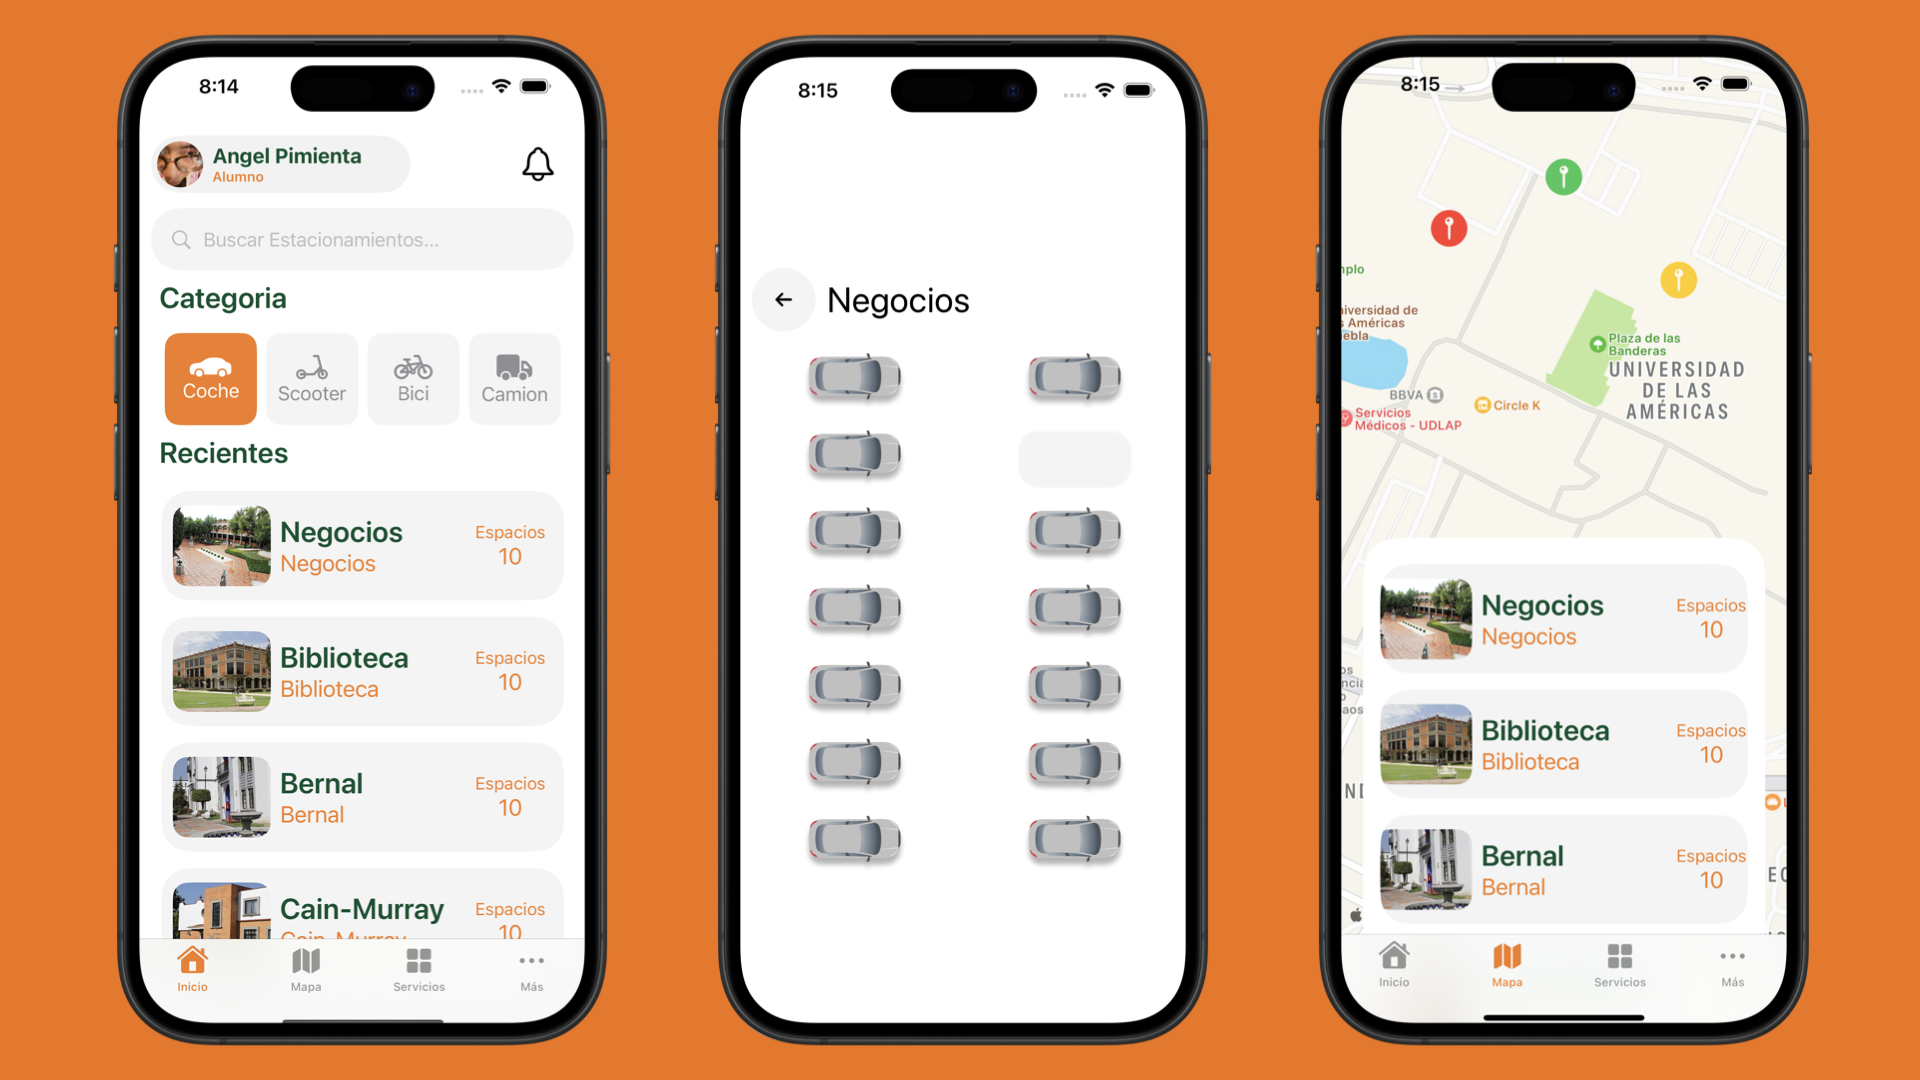 8:14
Angel Pimienta
Alumno
Buscar Estacionamientos...
Categoria
Coche
Scooter
Bici
Camion
Recientes
Negocios
Negocios
Espacios
10
Biblioteca
Biblioteca
Espacios
10
Bernal
Bernal
Espacios
10
Cain-Murray
Cain-Murray
Espacios
10
Inicio
Mapa
Servicios
Más
8:15
Negocios
8:15
mplo
iversidad de
s Américas
ebla
Plaza de las
Banderas
UNIVERSIDAD
DE LAS
AMÉRICAS
BBVA
Circle K
Servicios
Médicos - UDLAP
Negocios
Negocios
Espacios
10
Biblioteca
Biblioteca
Espacios
10
Bernal
Bernal
Espacios
10
Inicio
Mapa
Servicios
Más